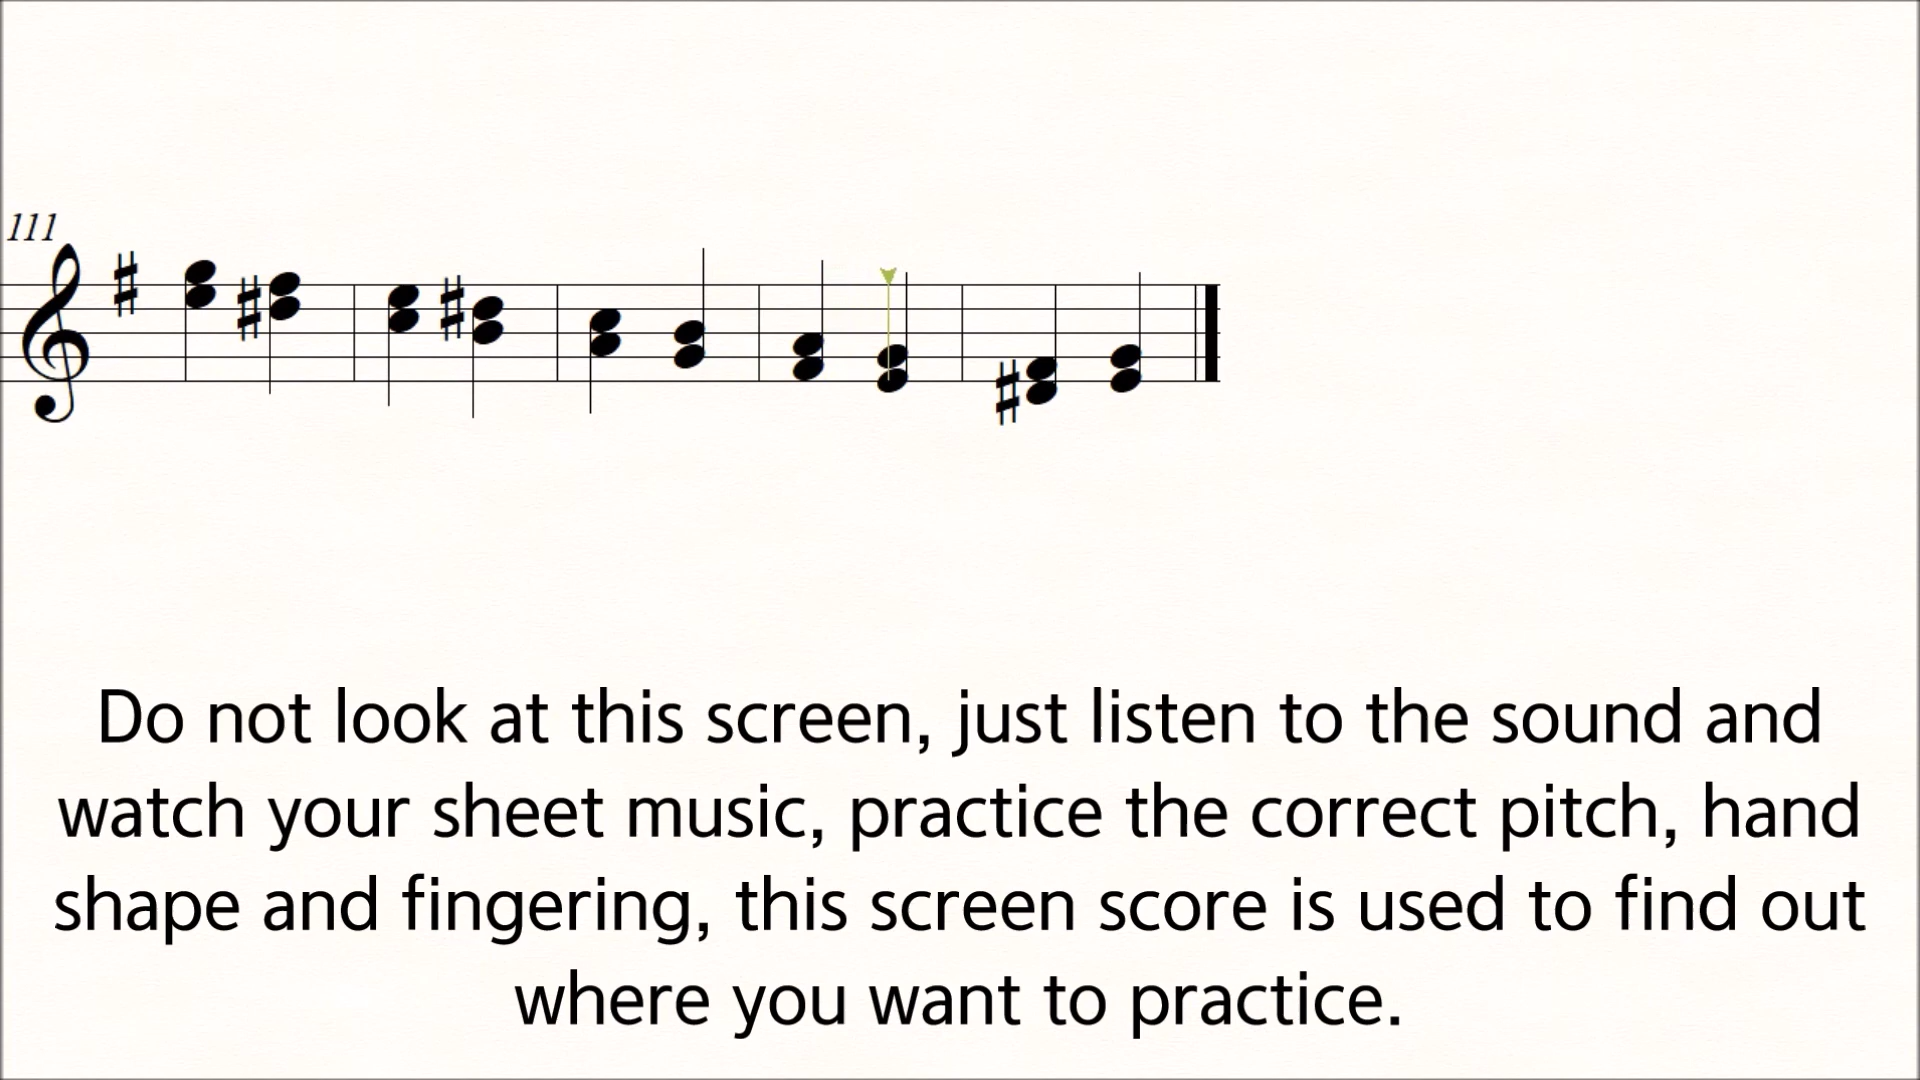 111
Do not look at this screen, just listen to the sound and
watch your sheet music, practice the correct pitch, hand
shape and fingering, this screen score is used to find out
where you want to practice.